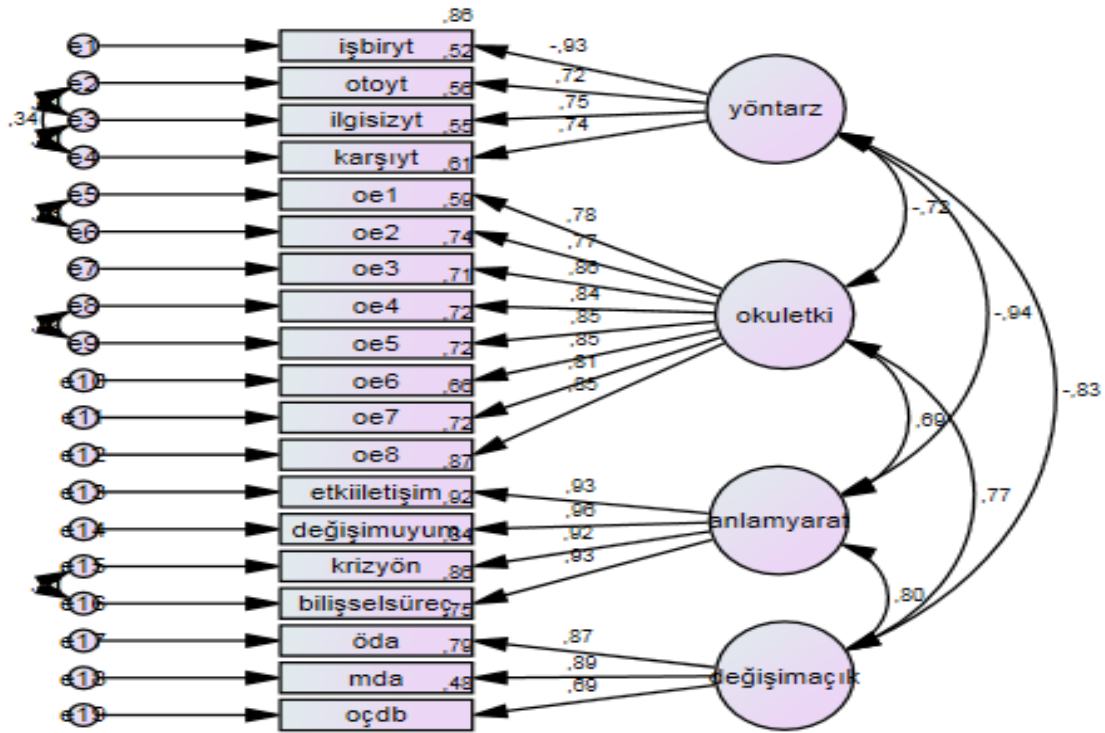 ,86
e1 işbiryt ,52 -,93
e2 otoyt ,56 ,72
,34 e3 ilgisizyt ,55 ,75 yöntarz
e4 karşıyt ,61 ,74
e5 oe1 ,59 ,78
e6 oe2 ,74 ,77 -,72
e7 oe3 ,71 ,86
e8 oe4 ,72 ,84 okuletki -,94
e9 oe5 ,72 ,85
e10 oe6 ,66 ,85
e11 oe7 ,72 ,81 -,83
e12 oe8 ,87 ,85 ,69
e13 etkiiletişim ,92 ,93 ,77
e14 değişimuyum ,84 ,96 anlamyarat
e15 krizyön ,86 ,92
e16 bilişselsüreç ,75 ,93 ,80
e17 öda ,79 ,87
e18 mda ,48 ,89 değişimaçık
e19 oçdb ,69